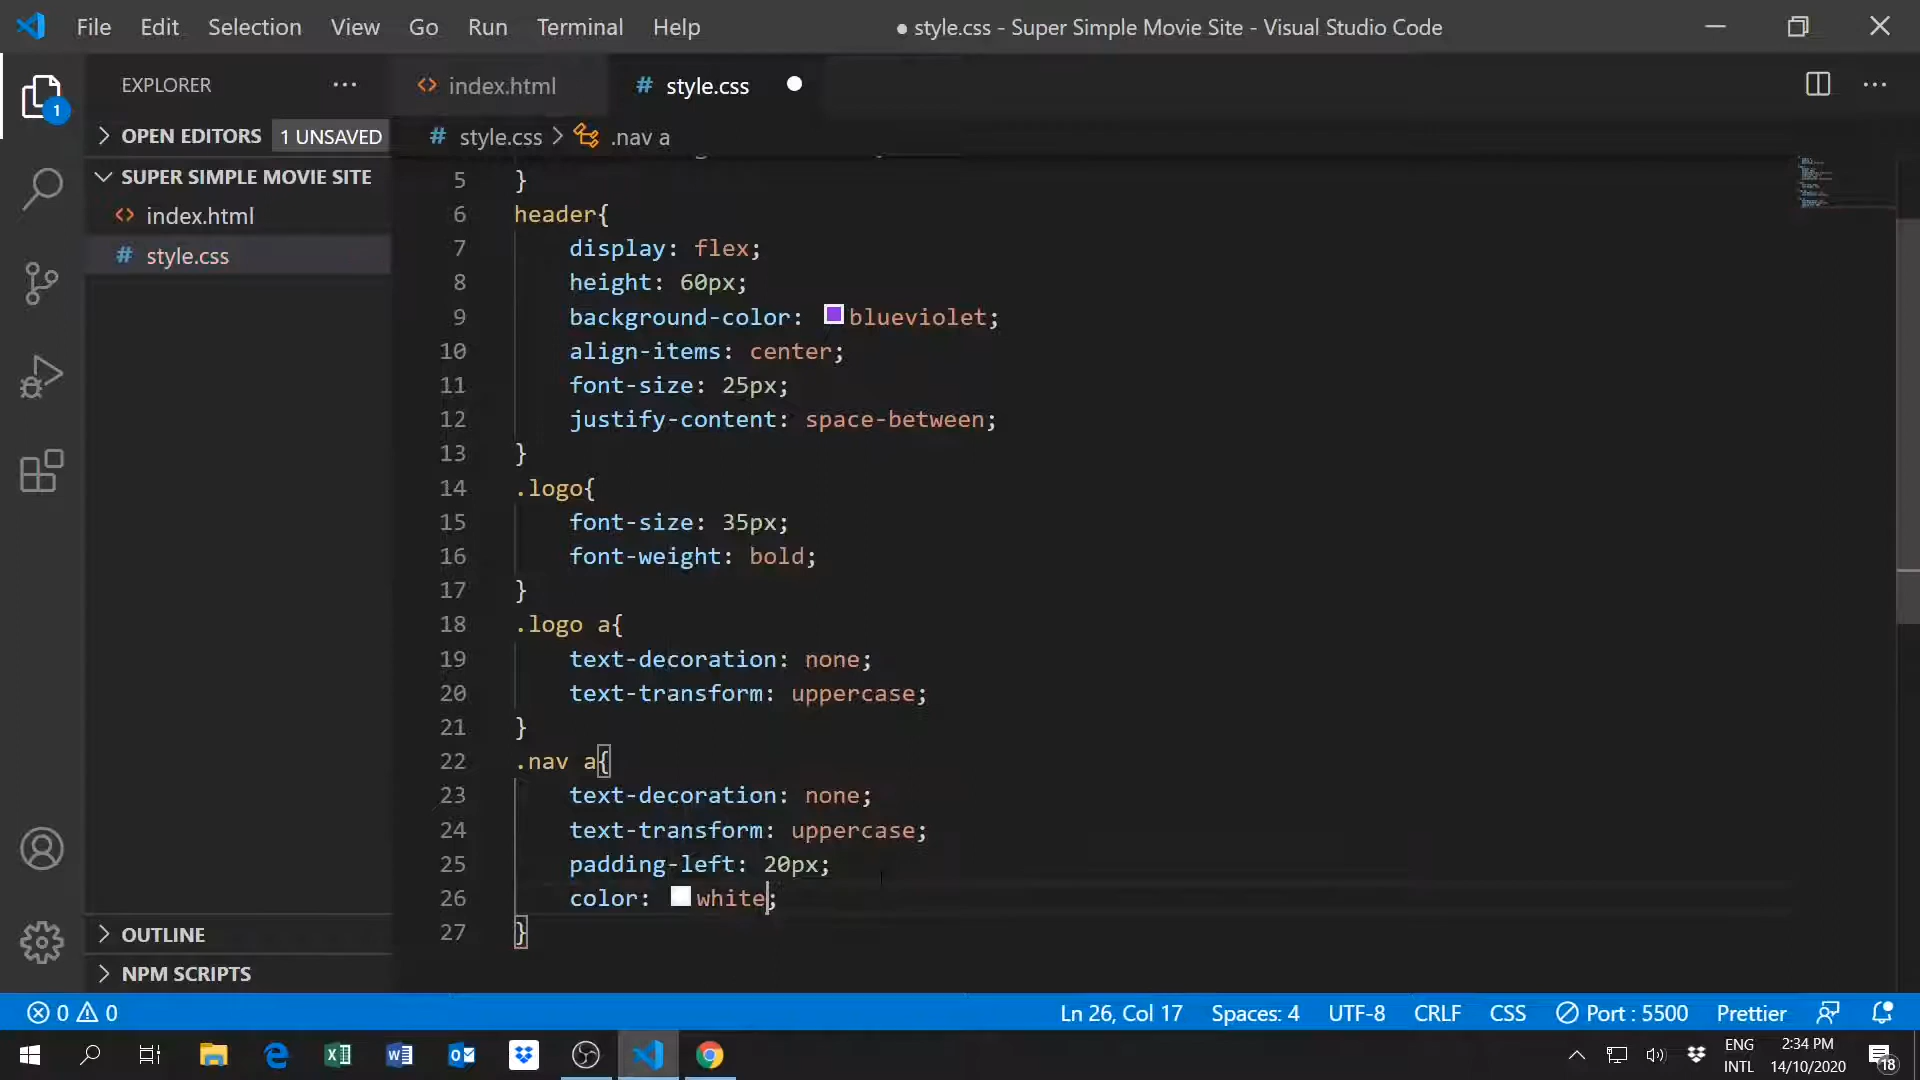 File Edit Selection View Go Run Terminal Help
● style.css - Super Simple Movie Site - Visual Studio Code
EXPLORER
1
OPEN EDITORS 1 UNSAVED
SUPER SIMPLE MOVIE SITE
<> index.html
# style.css
OUTLINE
NPM SCRIPTS
<> index.html
# style.css
# style.css > .nav a
5 }
6 header{
7 display: flex;
8 height: 60px;
9 background-color: blueviolet;
10 align-items: center;
11 font-size: 25px;
12 justify-content: space-between;
13 }
14 .logo{
15 font-size: 35px;
16 font-weight: bold;
17 }
18 .logo a{
19 text-decoration: none;
20 text-transform: uppercase;
21 }
22 .nav a{
23 text-decoration: none;
24 text-transform: uppercase;
25 padding-left: 20px;
26 color: white;
27 }
0 0
Ln 26, Col 17 Spaces: 4 UTF-8 CRLF CSS Port : 5500 Prettier
ENG 2:34 PM
INTL 14/10/2020
18